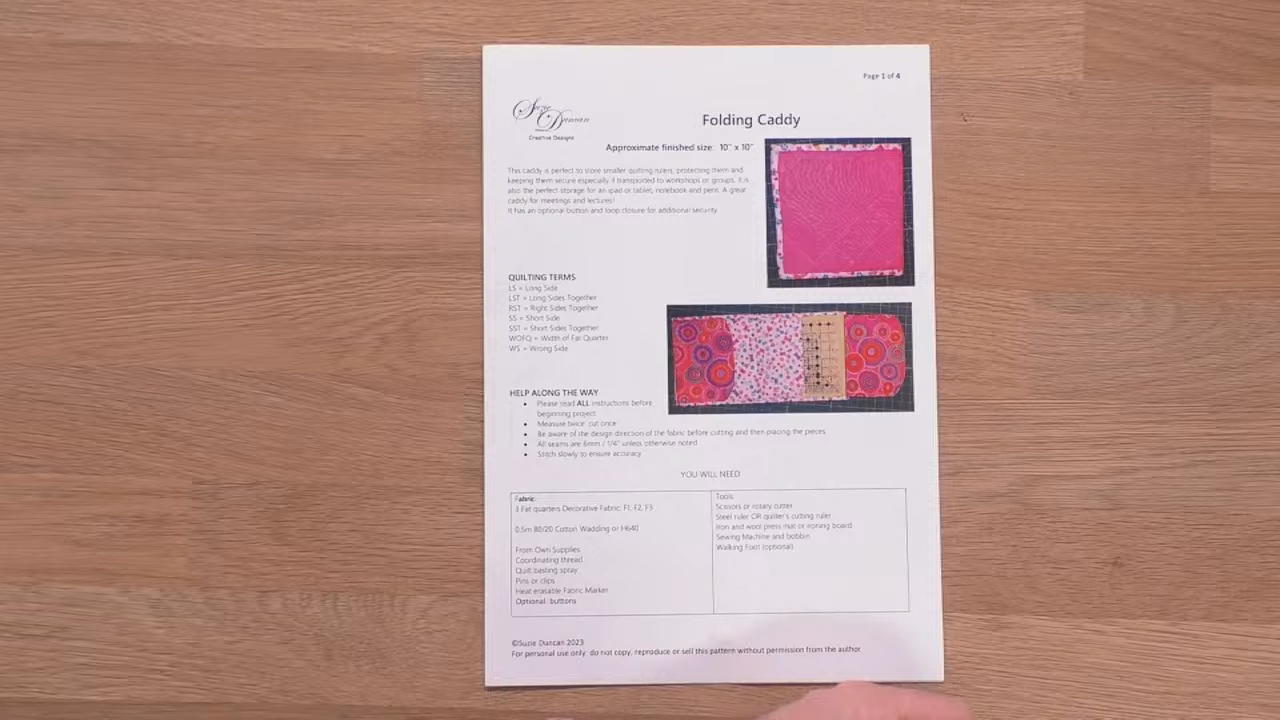 Page 1 of 4
Suzie Duncan
Creative Designs
Folding Caddy
Approximate finished size: 10" x 10"
This caddy is perfect to store smaller quilting rulers, protecting them and
keeping them secure especially if transported to workshops or groups. It is
also the perfect storage for an ipad or tablet, notebook and pens. A great
caddy for meetings and lectures!
It has an optional button and loop closure for additional security.
QUILTING TERMS
LS = Long Side
LST = Long Sides Together
RST = Right Sides Together
SS = Short Side
SST = Short Sides Together
WOFQ = Width of Fat Quarter
WS = Wrong Side
HELP ALONG THE WAY
• Please read ALL instructions before
beginning project
• Measure twice cut once
• Be aware of the design direction of the fabric before cutting and then placing the pieces
• All seams are 6mm / 1/4" unless otherwise noted
• Stitch slowly to ensure accuracy
YOU WILL NEED
Fabric:
3 Fat quarters Decorative Fabric: F1, F2, F3
0.5m 80/20 Cotton Wadding or H640
From Own Supplies
Coordinating thread
Quilt basting spray
Pins or clips
Heat erasable Fabric Marker
Optional: buttons
Tools
Scissors or rotary cutter
Steel ruler OR quilter's cutting ruler
Iron and wool press mat or ironing board
Sewing Machine and bobbin
Walking Foot (optional)
©Suzie Duncan 2023
For personal use only: do not copy, reproduce or sell this pattern without permission from the author